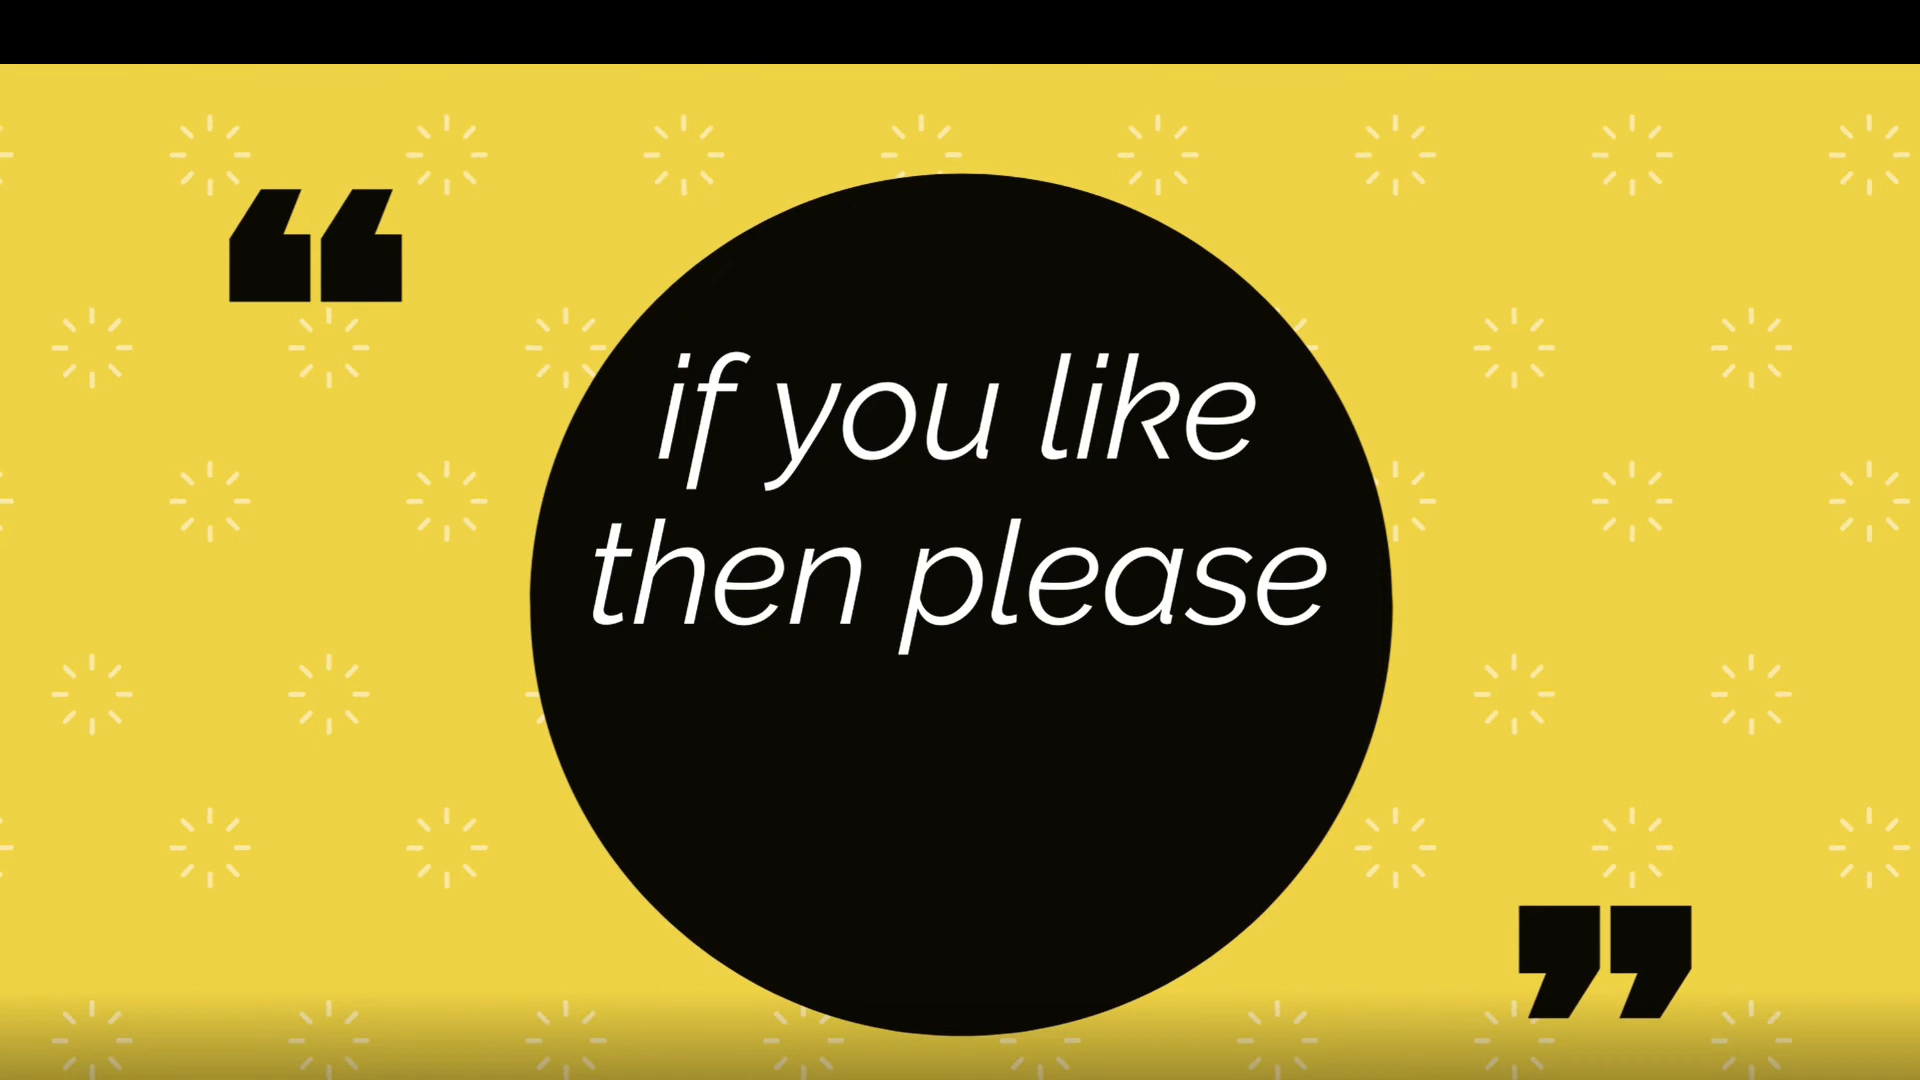 “
if you like
then please
”